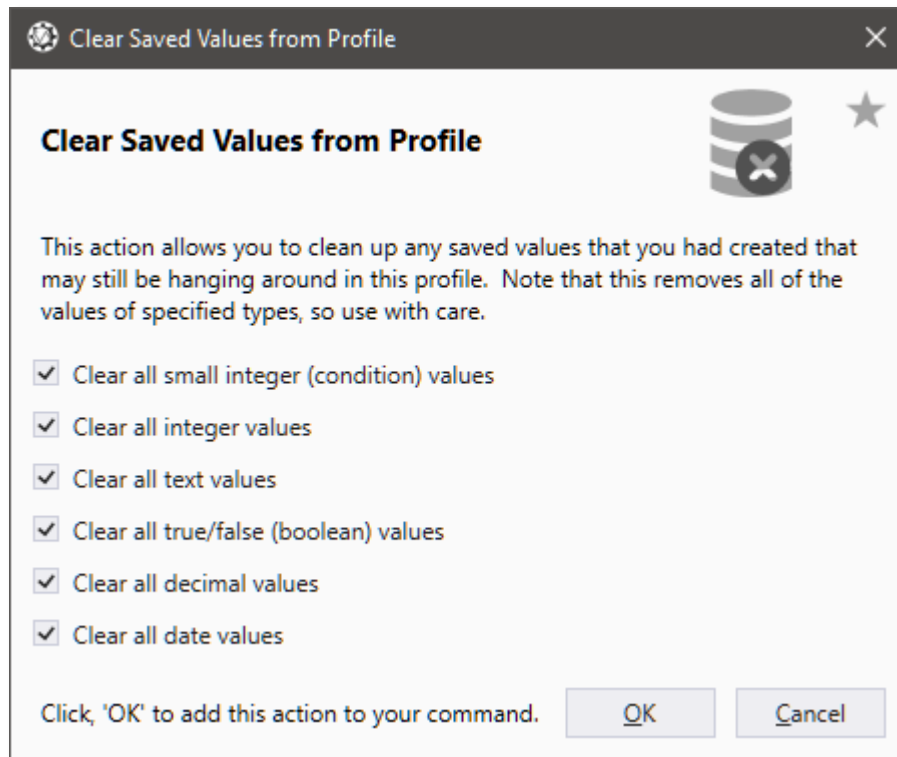 Clear Saved Values from Profile
Clear Saved Values from Profile
This action allows you to clean up any saved values that you had created that
may still be hanging around in this profile.  Note that this removes all of the
values of specified types, so use with care.
Clear all small integer (condition) values
Clear all integer values
Clear all text values
Clear all true/false (boolean) values
Clear all decimal values
Clear all date values
Click, 'OK' to add this action to your command. OK Cancel